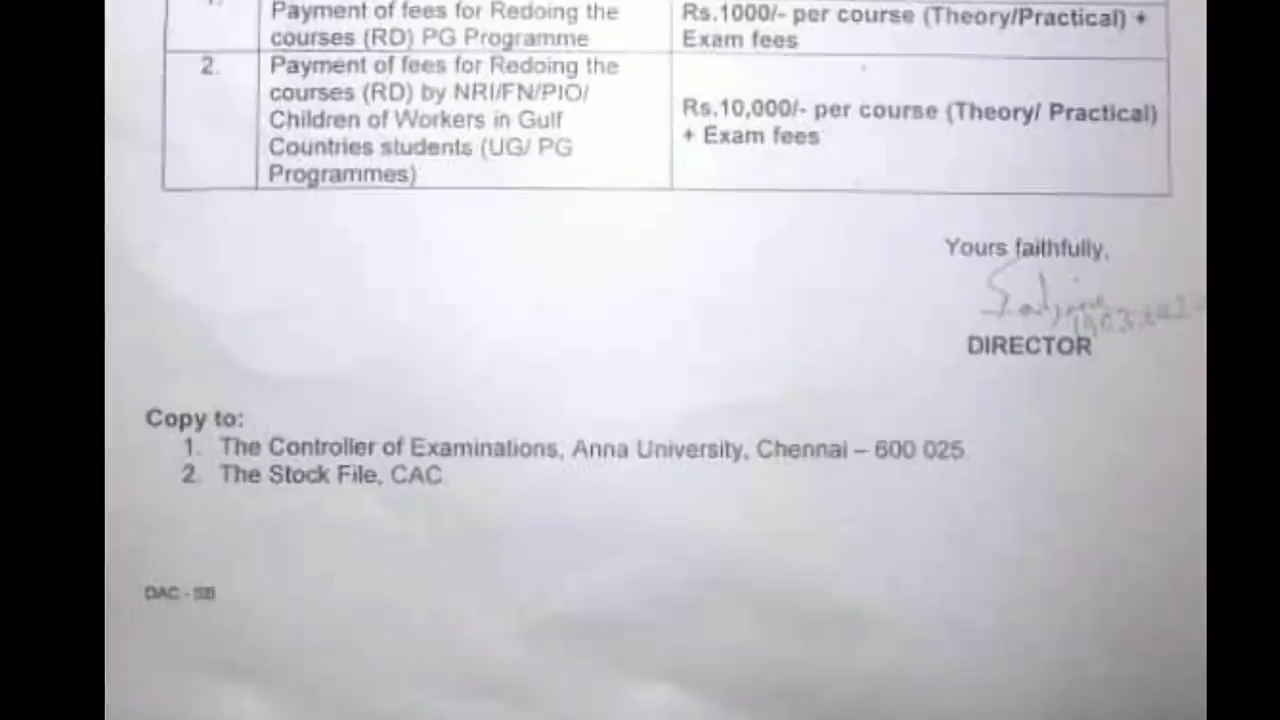 Payment of fees for Redoing the
courses (RD) PG Programme
Rs.1000/- per course (Theory/Practical) +
Exam fees
2.
Payment of fees for Redoing the
courses (RD) by NRI/FN/PIO/
Children of Workers in Gulf
Countries students (UG/ PG
Programmes)
Rs.10,000/- per course (Theory/ Practical)
+ Exam fees
Yours faithfully,
DIRECTOR
Copy to:
1. The Controller of Examinations, Anna University, Chennai – 600 025
2. The Stock File, CAC
DAC - SB